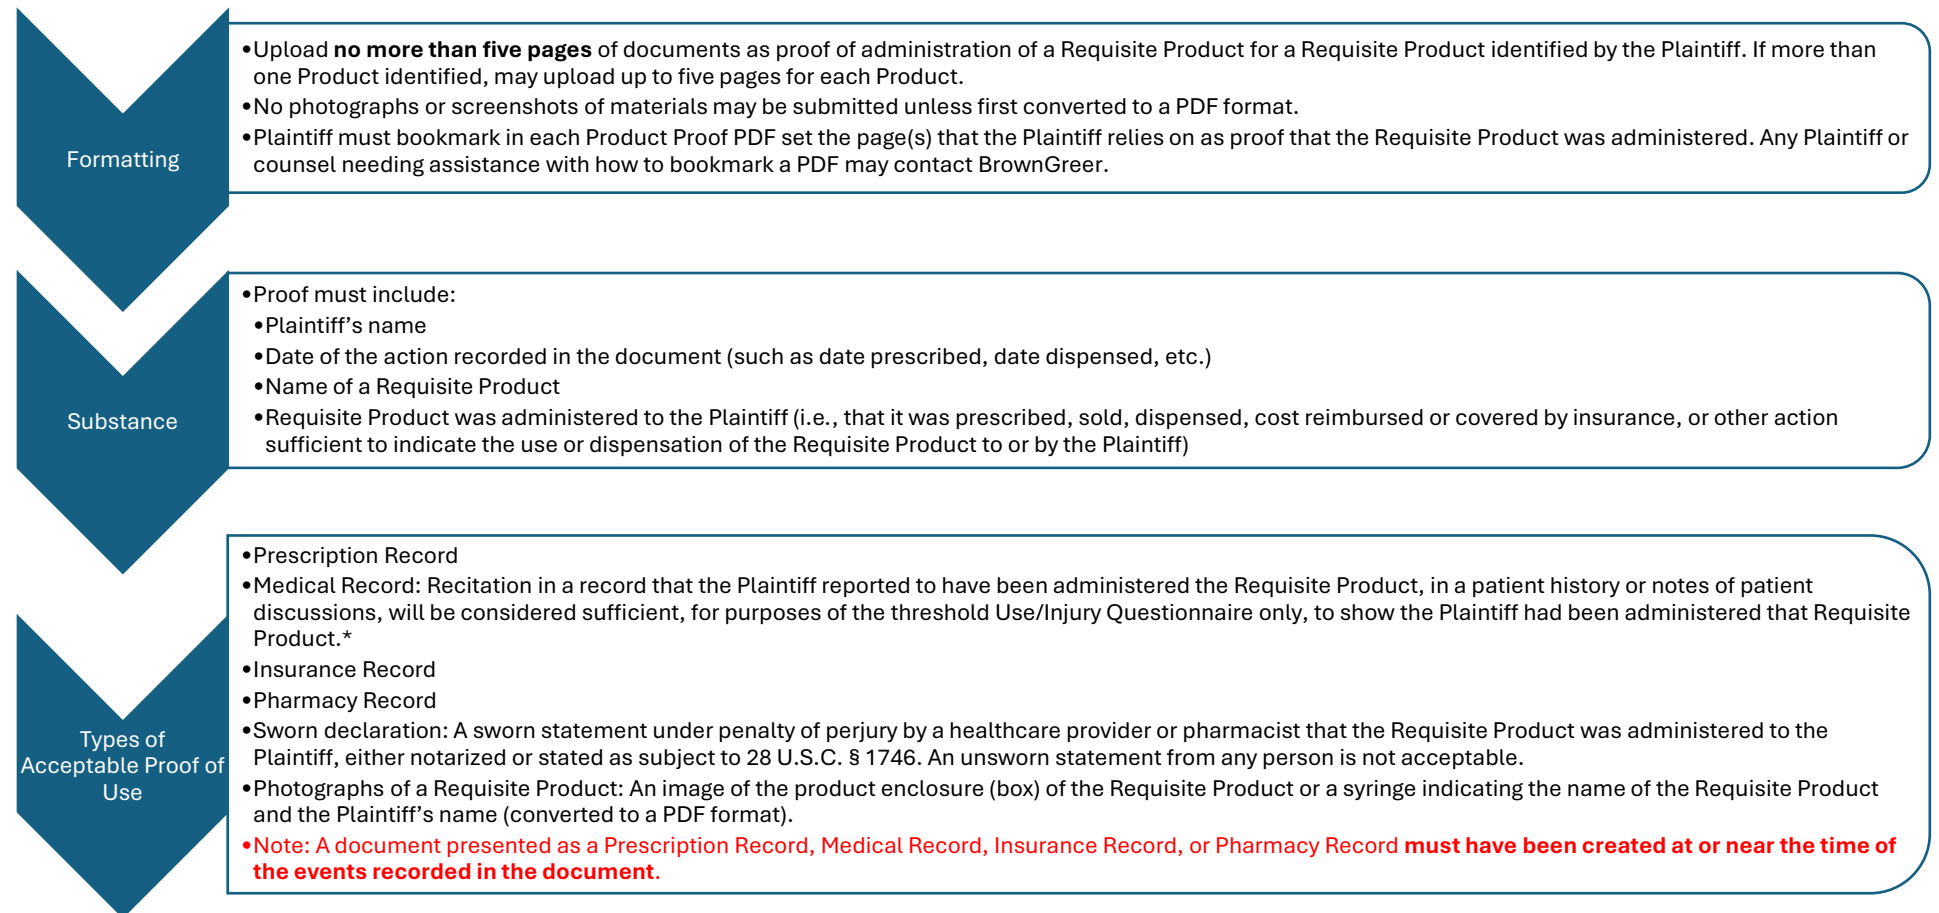 Formatting
•Upload no more than five pages of documents as proof of administration of a Requisite Product for a Requisite Product identified by the Plaintiff. If more than
one Product identified, may upload up to five pages for each Product.
•No photographs or screenshots of materials may be submitted unless first converted to a PDF format.
•Plaintiff must bookmark in each Product Proof PDF set the page(s) that the Plaintiff relies on as proof that the Requisite Product was administered. Any Plaintiff or
counsel needing assistance with how to bookmark a PDF may contact BrownGreer.
Substance
•Proof must include:
•Plaintiff’s name
•Date of the action recorded in the document (such as date prescribed, date dispensed, etc.)
•Name of a Requisite Product
•Requisite Product was administered to the Plaintiff (i.e., that it was prescribed, sold, dispensed, cost reimbursed or covered by insurance, or other action
sufficient to indicate the use or dispensation of the Requisite Product to or by the Plaintiff)
Types of
Acceptable Proof of
Use
•Prescription Record
•Medical Record: Recitation in a record that the Plaintiff reported to have been administered the Requisite Product, in a patient history or notes of patient
discussions, will be considered sufficient, for purposes of the threshold Use/Injury Questionnaire only, to show the Plaintiff had been administered that Requisite
Product.*
•Insurance Record
•Pharmacy Record
•Sworn declaration: A sworn statement under penalty of perjury by a healthcare provider or pharmacist that the Requisite Product was administered to the
Plaintiff, either notarized or stated as subject to 28 U.S.C. § 1746. An unsworn statement from any person is not acceptable.
•Photographs of a Requisite Product: An image of the product enclosure (box) of the Requisite Product or a syringe indicating the name of the Requisite Product
and the Plaintiff’s name (converted to a PDF format).
•Note: A document presented as a Prescription Record, Medical Record, Insurance Record, or Pharmacy Record must have been created at or near the time of
the events recorded in the document.